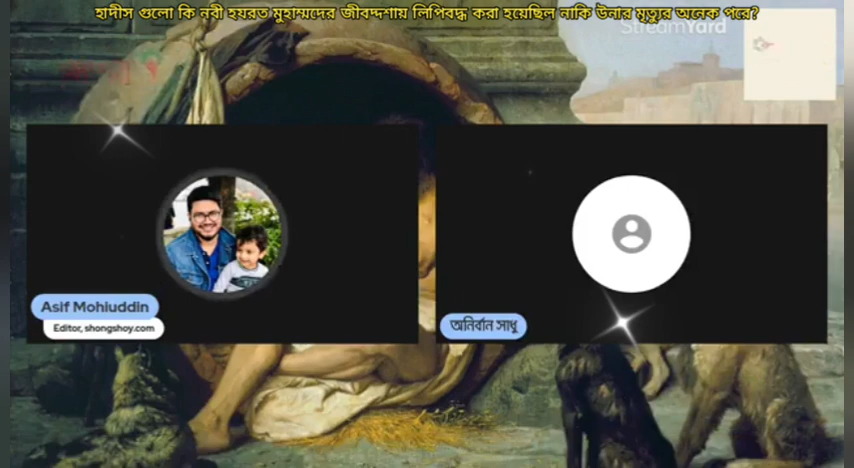 হাদীস গুলো কি নবী হযরত মুহাম্মদের জীবদ্দশায় লিপিবদ্ধ করা হয়েছিল নাকি উনার মৃত্যুর অনেক পরে?
StreamYard
Asif Mohiuddin
Editor, shongshoy.com
অনির্বান সাধু